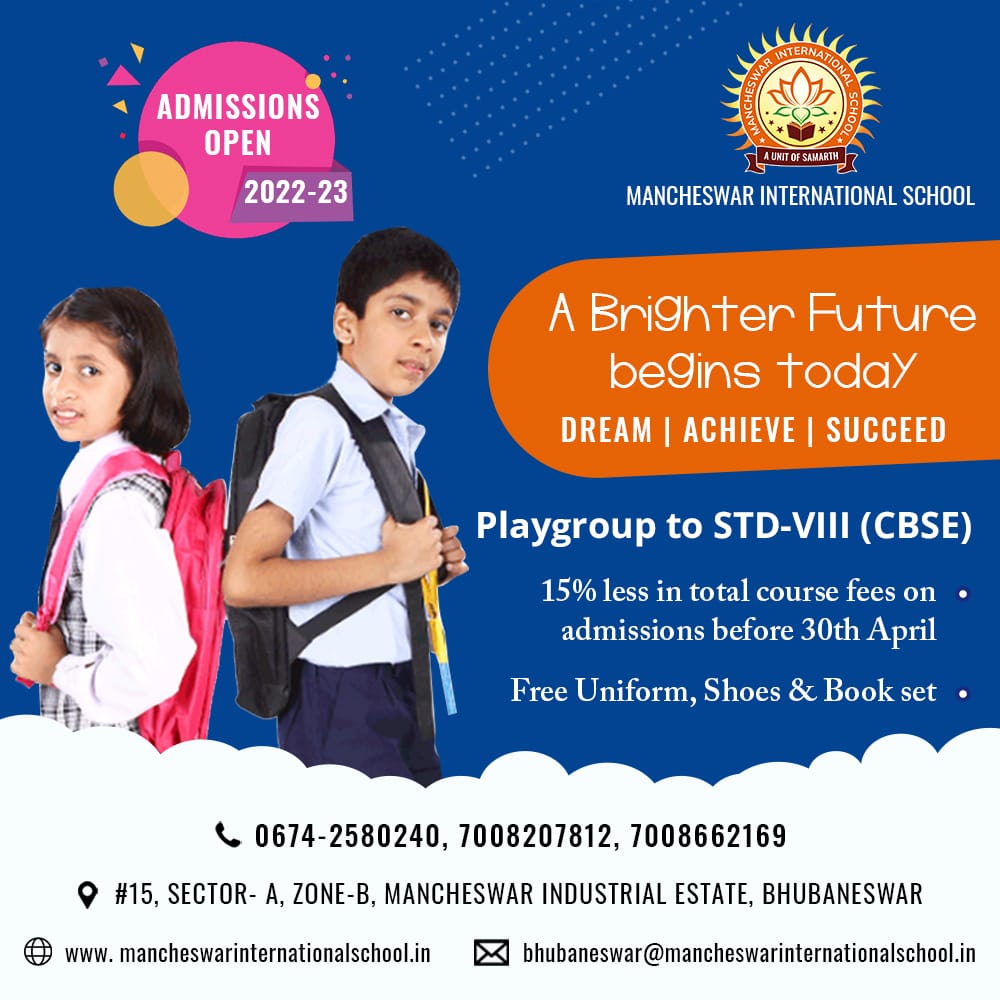 ADMISSIONS
OPEN
2022-23
MANCHESWAR INTERNATIONAL SCHOOL
A UNIT OF SAMARTH
MANCHESWAR INTERNATIONAL SCHOOL
A Brighter Future
begins today
DREAM | ACHIEVE | SUCCEED
Playgroup to STD-VIII (CBSE)
15% less in total course fees on •
admissions before 30th April
Free Uniform, Shoes & Book set •
0674-2580240, 7008207812, 7008662169
#15, SECTOR- A, ZONE-B, MANCHESWAR INDUSTRIAL ESTATE, BHUBANESWAR
www. mancheswarinternationalschool.in
bhubaneswar@mancheswarinternationalschool.in